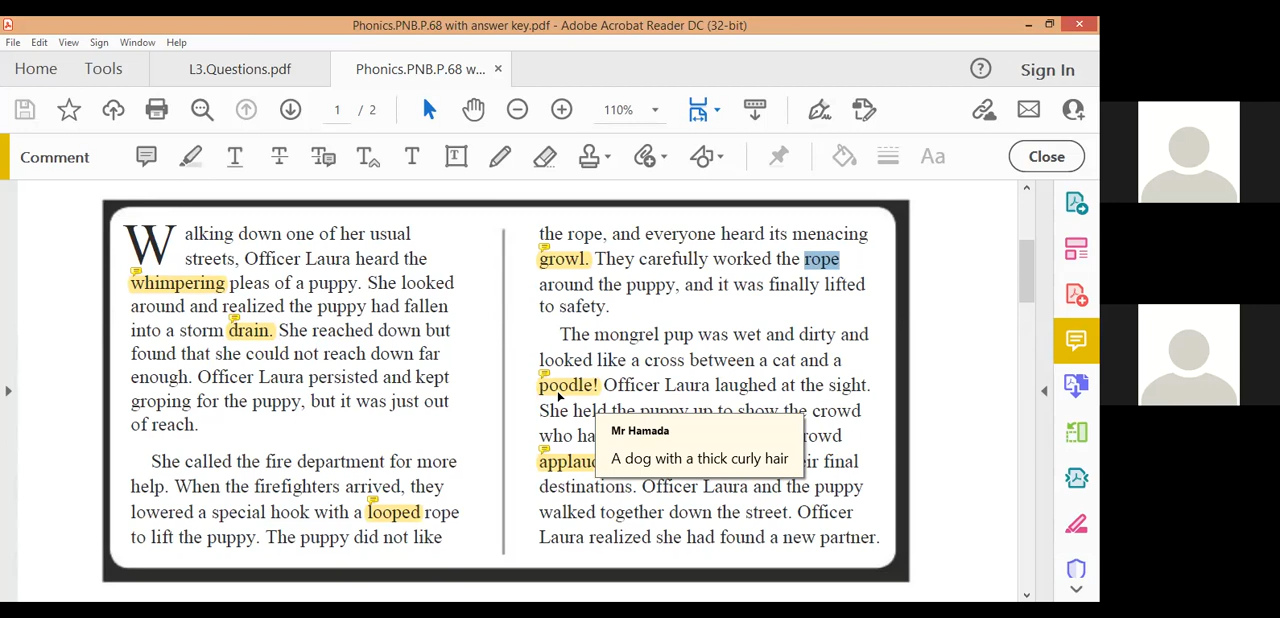 Phonics.PNB.P.68 with answer key.pdf - Adobe Acrobat Reader DC (32-bit)
File Edit View Sign Window Help
Home Tools L3.Questions.pdf Phonics.PNB.P.68 w... × Sign In
1 / 2 110%
Comment Close
Walking down one of her usual
streets, Officer Laura heard the
whimpering pleas of a puppy. She looked
around and realized the puppy had fallen
into a storm drain. She reached down but
found that she could not reach down far
enough. Officer Laura persisted and kept
groping for the puppy, but it was just out
of reach.
She called the fire department for more
help. When the firefighters arrived, they
lowered a special hook with a looped rope
to lift the puppy. The puppy did not like
the rope, and everyone heard its menacing
growl. They carefully worked the rope
around the puppy, and it was finally lifted
to safety.
The mongrel pup was wet and dirty and
looked like a cross between a cat and a
poodle! Officer Laura laughed at the sight.
She held the puppy up to show the crowd
who ha rowd
applaud eir final
destinations. Officer Laura and the puppy
walked together down the street. Officer
Laura realized she had found a new partner.
Mr Hamada
A dog with a thick curly hair